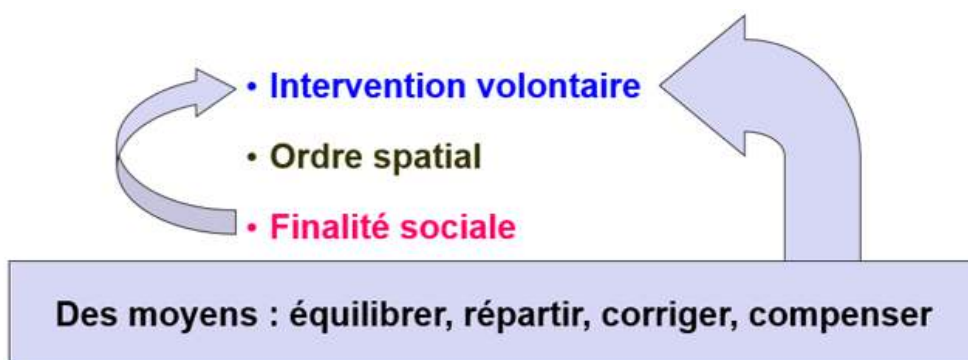 • Intervention volontaire
• Ordre spatial
• Finalité sociale
Des moyens : équilibrer, répartir, corriger, compenser